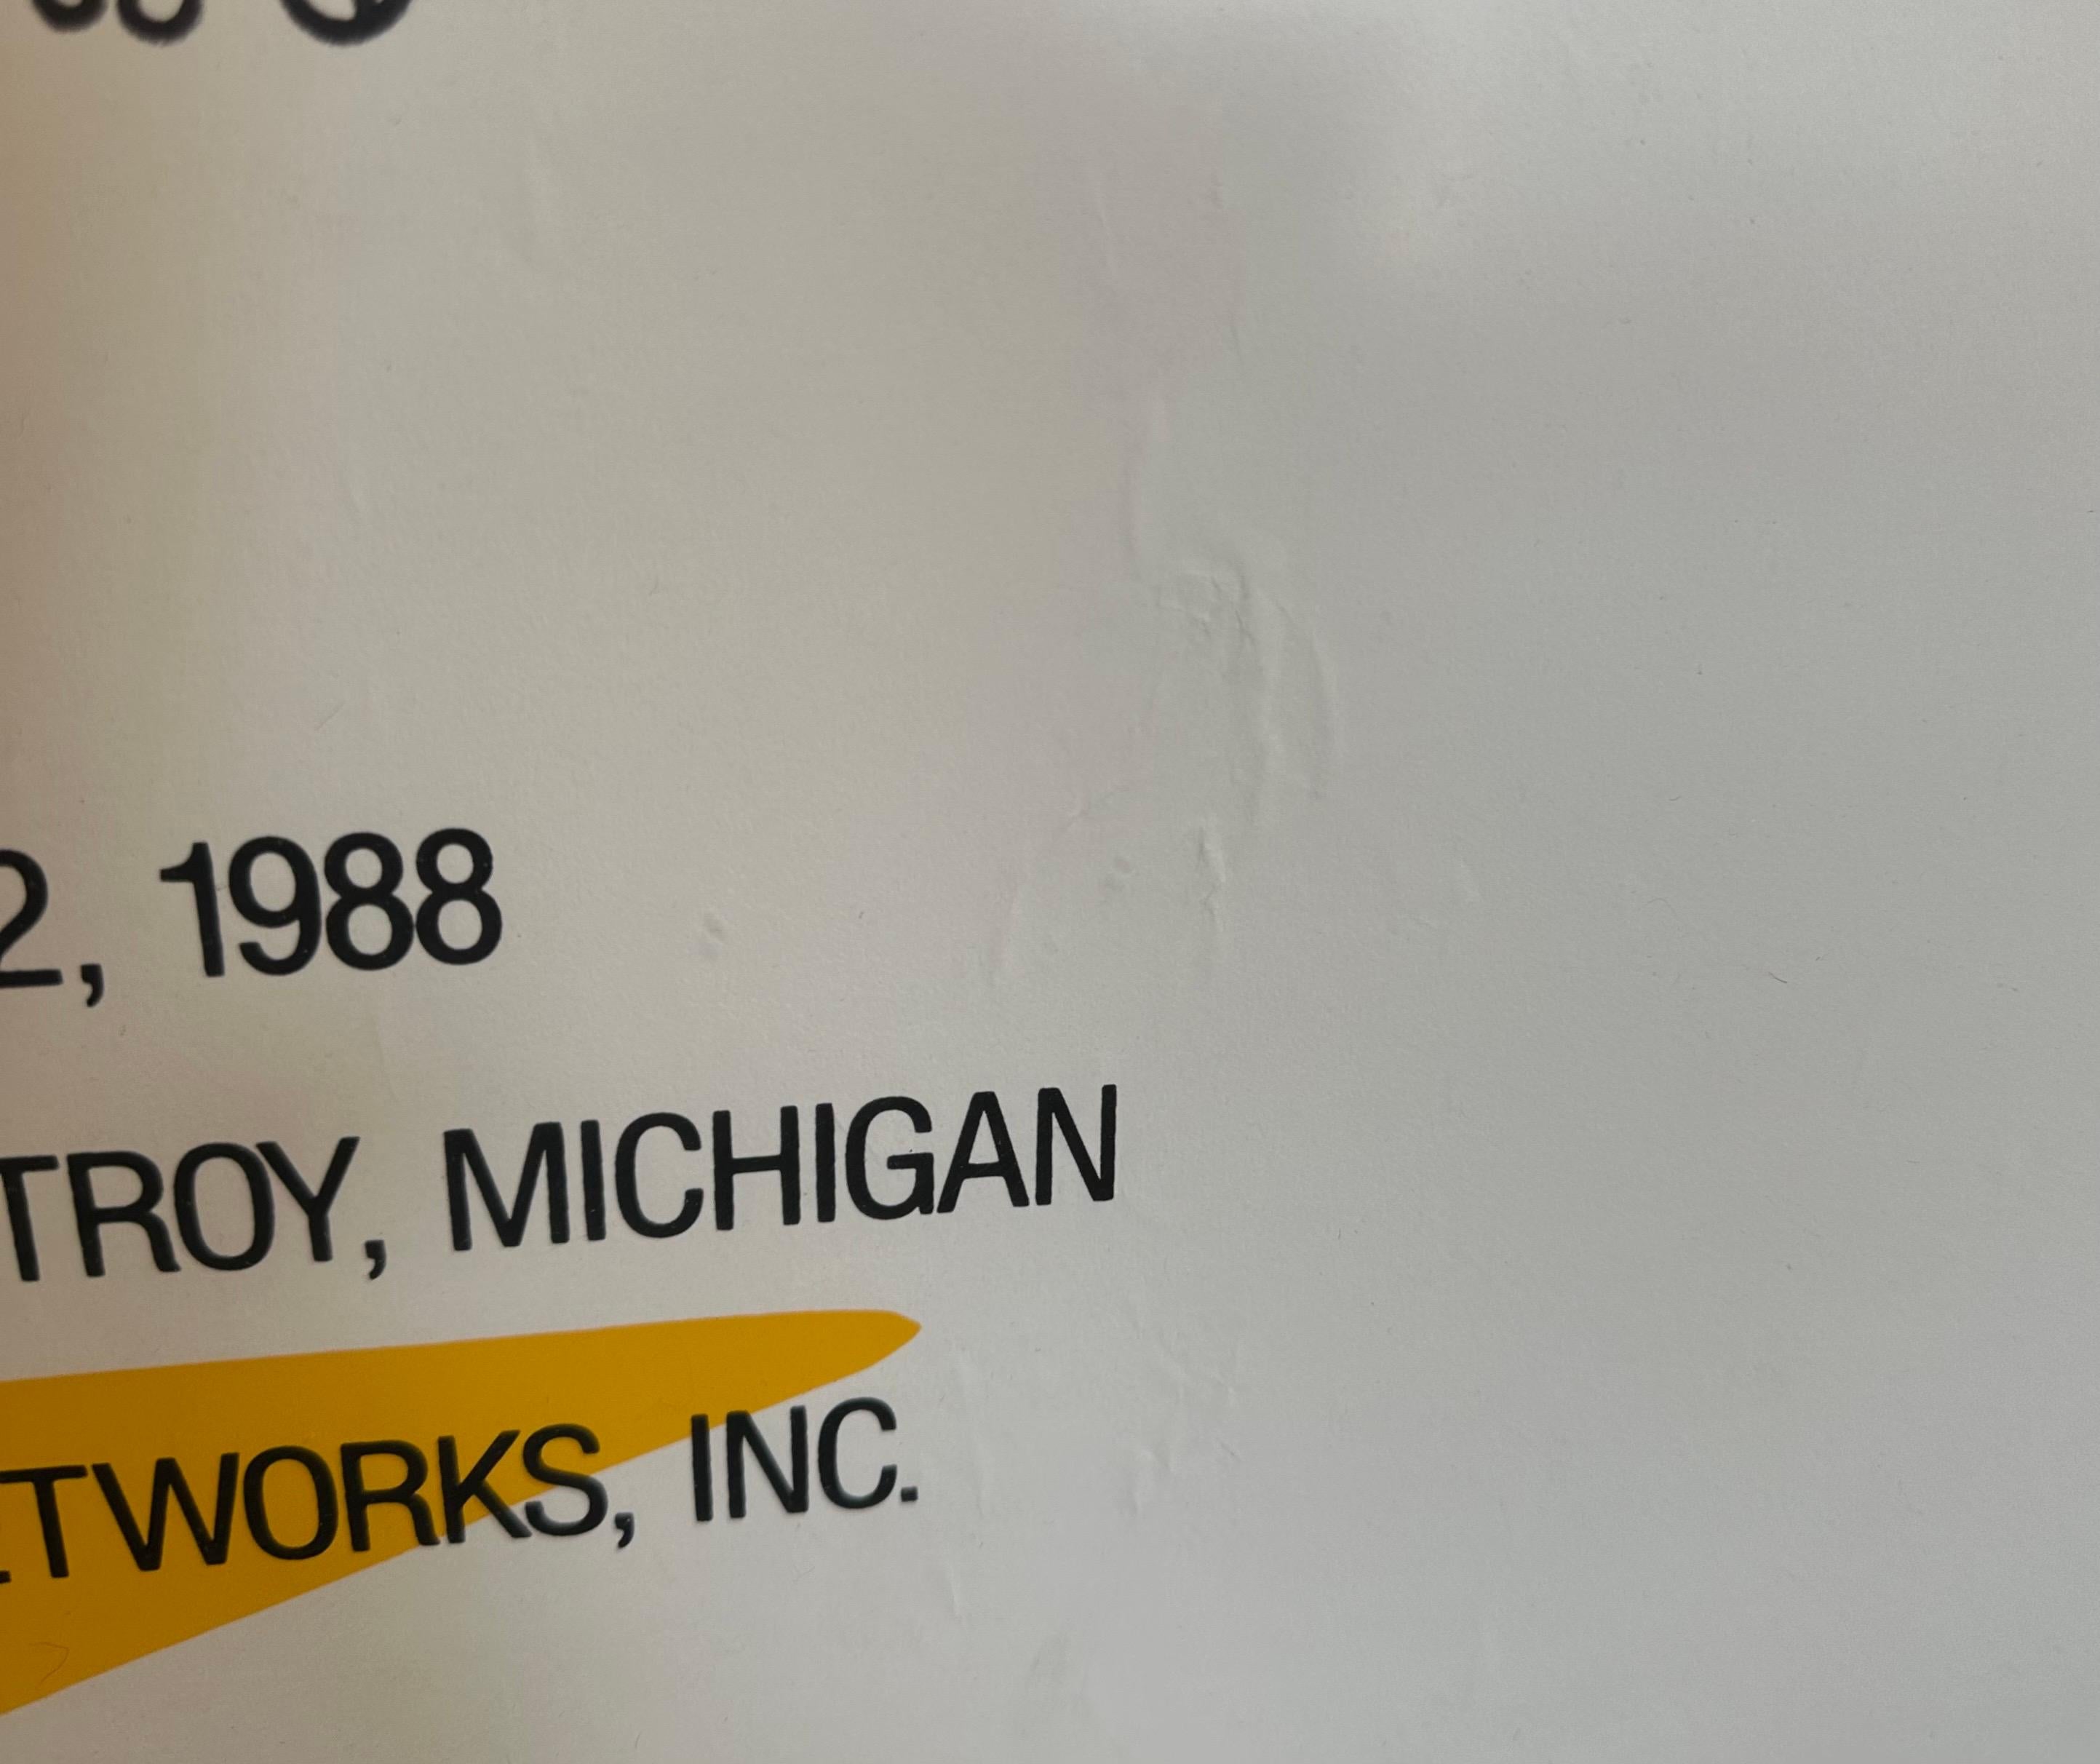 2, 1988
TROY, MICHIGAN
TWORKS, INC.